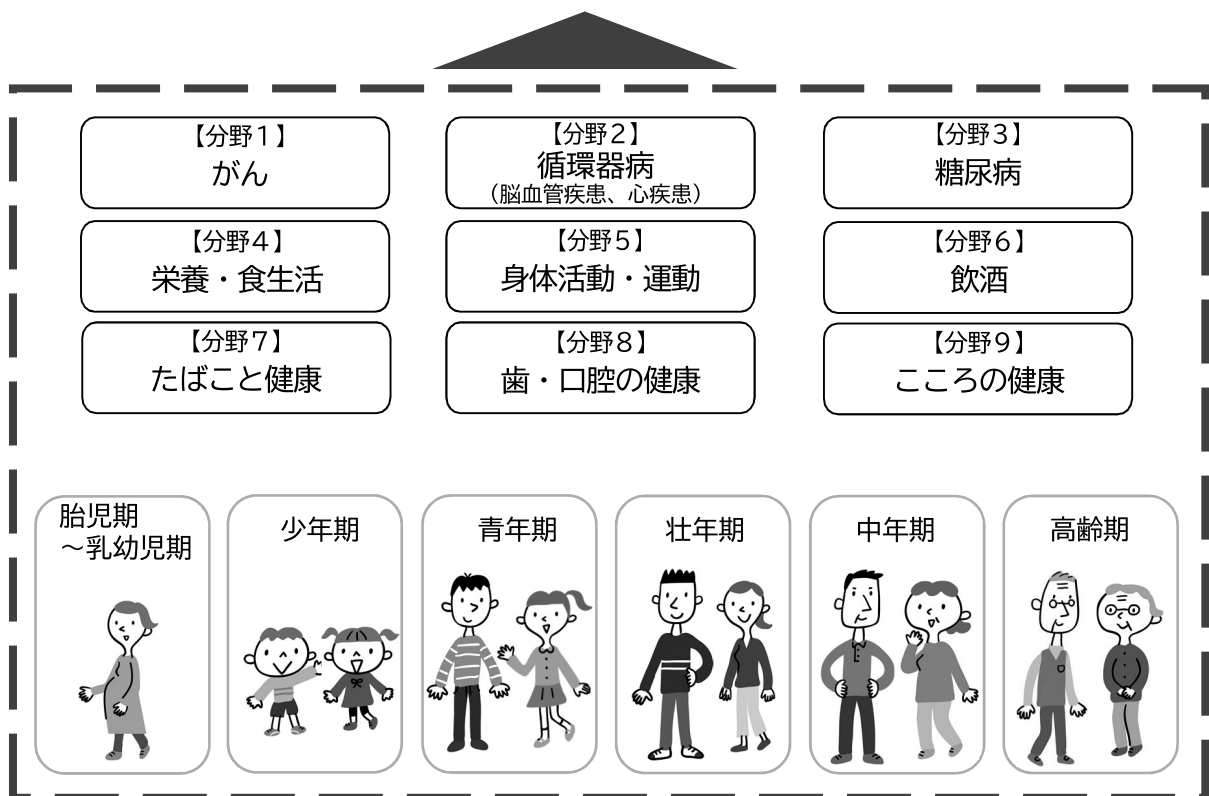 【分野１】
がん
【分野２】
循環器病
（脳血管疾患、心疾患）
【分野３】
糖尿病
【分野４】
栄養・食生活
【分野５】
身体活動・運動
【分野６】
飲酒
【分野７】
たばこと健康
【分野８】
歯・口腔の健康
【分野９】
こころの健康
胎児期
～乳幼児期
少年期
青年期
壮年期
中年期
高齢期